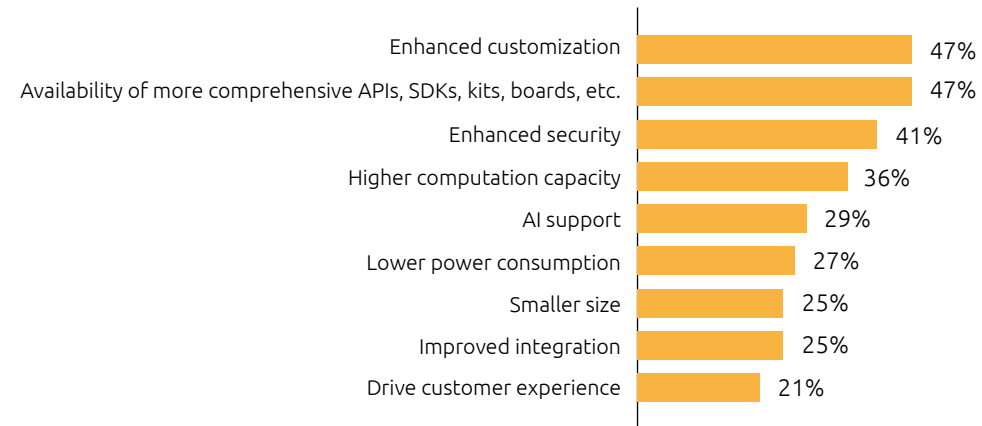 Enhanced customization 47%
Availability of more comprehensive APIs, SDKs, kits, boards, etc. 47%
Enhanced security 41%
Higher computation capacity 36%
AI support 29%
Lower power consumption 27%
Smaller size 25%
Improved integration 25%
Drive customer experience 21%